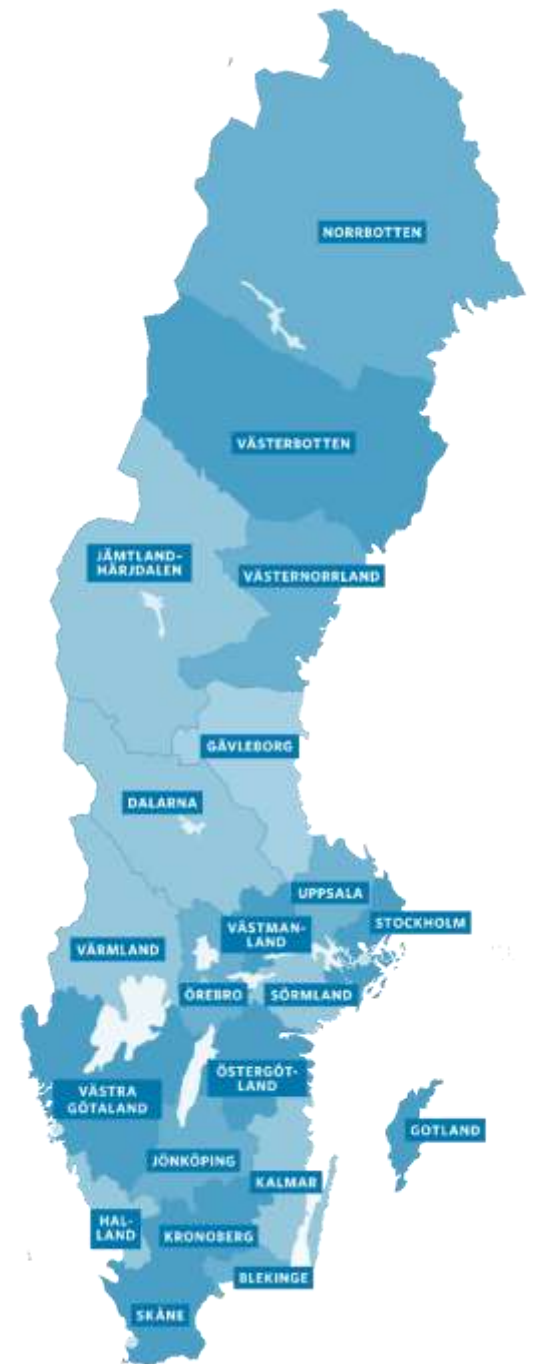 NORRBOTTEN
VÄSTERBOTTEN
JÄMTLAND-
HÄRJDALEN
VÄSTERNORRLAND
GÄVLEBORG
DALARNA
UPPSALA
STOCKHOLM
VÄSTMAN-
LAND
VÄRMLAND
ÖREBRO
SÖRMLAND
ÖSTERGÖT-
LAND
VÄSTRA
GÖTALAND
GOTLAND
JÖNKÖPING
KALMAR
HAL-
LAND
KRONOBERG
BLEKINGE
SKÅNE